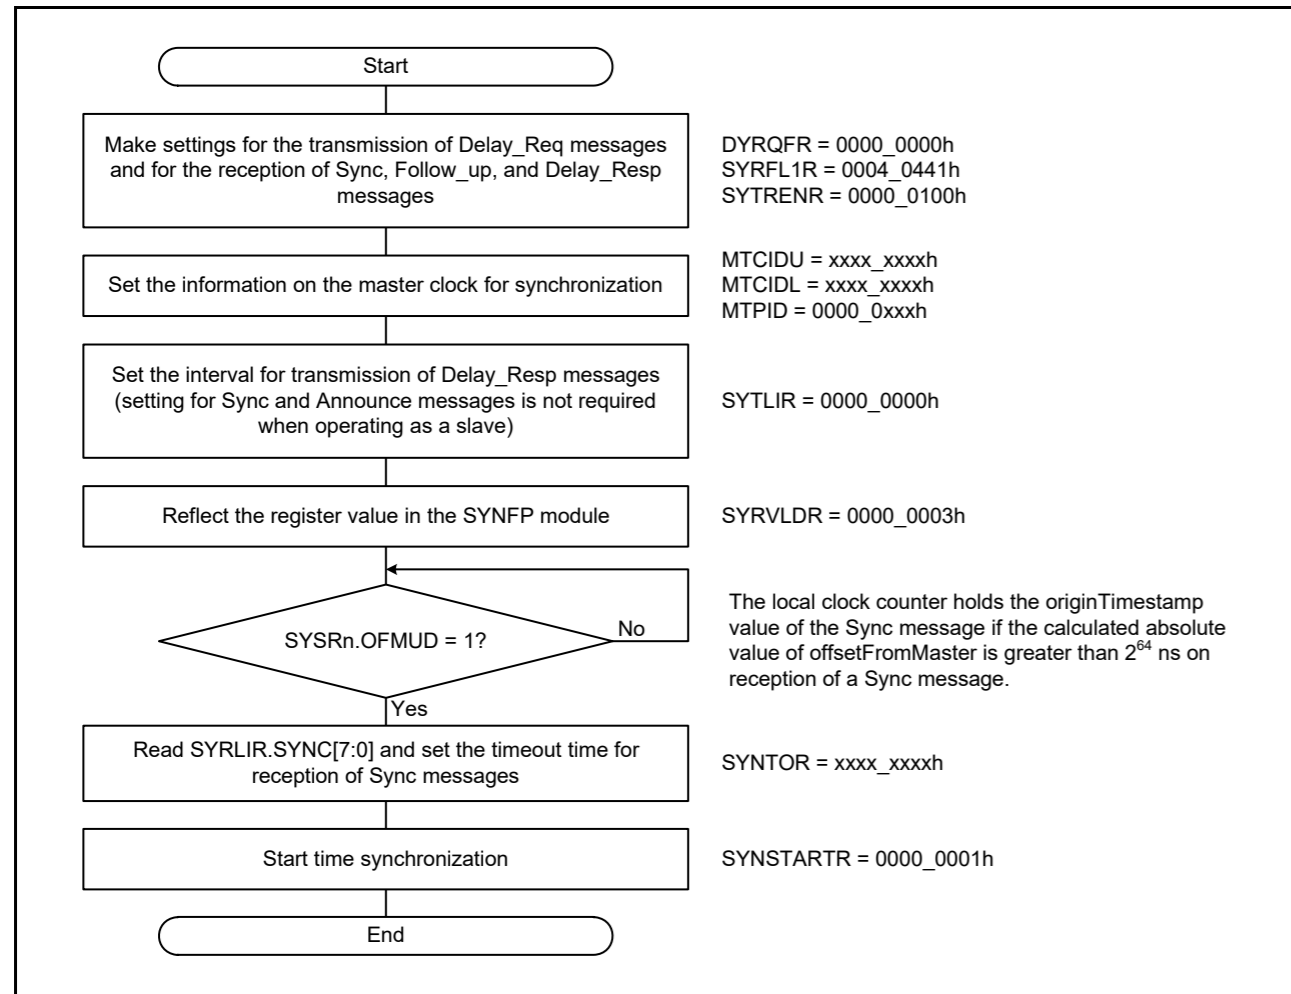 Start
Make settings for the transmission of Delay_Req messages
and for the reception of Sync, Follow_up, and Delay_Resp
messages
DYRQFR = 0000_0000h
SYRFL1R = 0004_0441h
SYTRENR = 0000_0100h
Set the information on the master clock for synchronization
MTCIDU = xxxx_xxxxh
MTCIDL = xxxx_xxxxh
MTPID = 0000_0xxxh
Set the interval for transmission of Delay_Resp messages
(setting for Sync and Announce messages is not required
when operating as a slave)
SYTLIR = 0000_0000h
Reflect the register value in the SYNFP module
SYRVLDR = 0000_0003h
SYSRn.OFMUD = 1?
No
Yes
The local clock counter holds the originTimestamp
value of the Sync message if the calculated absolute
value of offsetFromMaster is greater than 2^64 ns on
reception of a Sync message.
Read SYRLIR.SYNC[7:0] and set the timeout time for
reception of Sync messages
SYNTOR = xxxx_xxxxh
Start time synchronization
SYNSTARTR = 0000_0001h
End